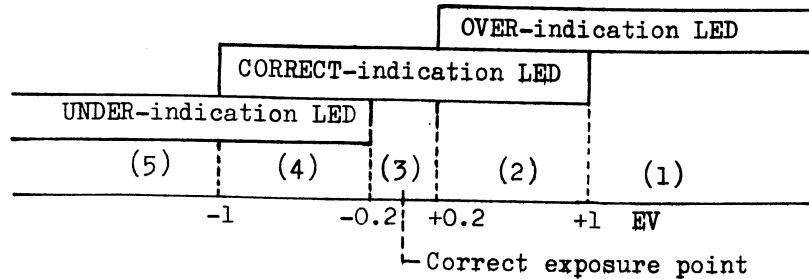 OVER-indication LED
CORRECT-indication LED
UNDER-indication LED
(5) (4) (3) (2) (1)
-1 -0.2 +0.2 +1 EV
Correct exposure point